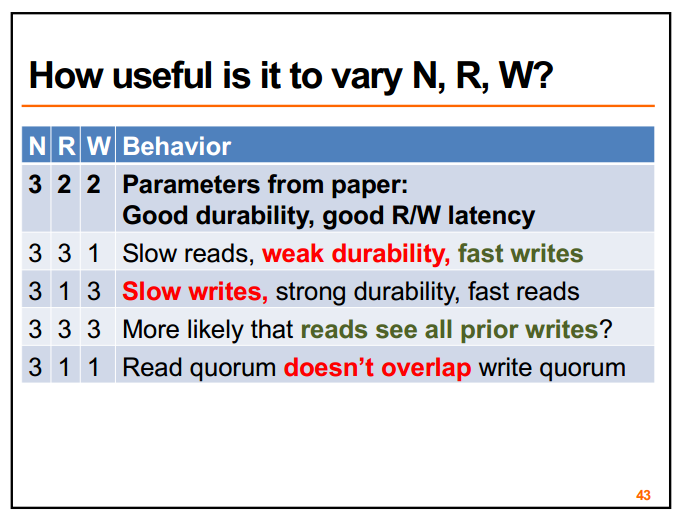 How useful is it to vary N, R, W?
N R W Behavior
3 2 2 Parameters from paper:
Good durability, good R/W latency
3 3 1 Slow reads, weak durability, fast writes
3 1 3 Slow writes, strong durability, fast reads
3 3 3 More likely that reads see all prior writes?
3 1 1 Read quorum doesn’t overlap write quorum
43